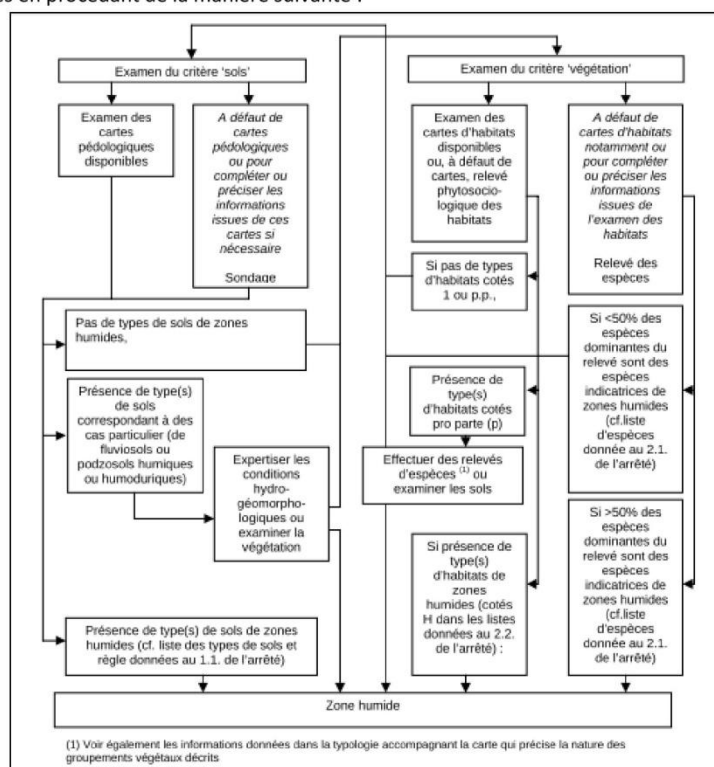 es en procédant de la manière suivante :
Examen du critère 'sols'
Examen du critère 'végétation'
Examen des
cartes
pédologiques
disponibles
A défaut de
cartes
pédologiques
ou pour
compléter ou
préciser les
informations
issues de ces
cartes si
nécessaire
Sondage
Examen des
cartes d'habitats
disponibles
ou, à défaut de
cartes, relevé
phytosocio-
logique des
habitats
A défaut de
cartes d'habitats
notamment ou
pour compléter
ou préciser les
informations
issues de
l'examen des
habitats
Relevé des
espèces
Si pas de types
d'habitats cotés
1 ou p.p.,
Pas de types de sols de zones
humides,
Si <50% des
espèces
dominantes du
relevé sont des
espèces
indicatrices de
zones humides
(cf.liste
d'espèces
donnée au 2.1.
de l'arrêté)
Présence de type(s)
de sols
correspondant à des
cas particulier (de
fluviosols ou
podzosols humiques
ou humoduriques)
Présence de type(s)
d'habitats cotés
pro parte (p)
Expertiser les
conditions
hydro-
géomorpho-
logiques ou
examiner la
végétation
Effectuer des relevés
d'espèces (1) ou
examiner les sols
Si présence de
type(s)
d'habitats de
zones
humides (cotés
H dans les listes
données au 2.2.
de l'arrêté) :
Si >50% des
espèces
dominantes du
relevé sont des
espèces
indicatrices de
zones humides
(cf.liste
d'espèces
donnée au 2.1.
de l'arrêté)
Présence de type(s) de sols de zones
humides (cf. liste des types de sols et
règle données au 1.1. de l'arrêté)
Zone humide
(1) Voir également les informations données dans la typologie accompagnant la carte qui précise la nature des
groupements végétaux décrits